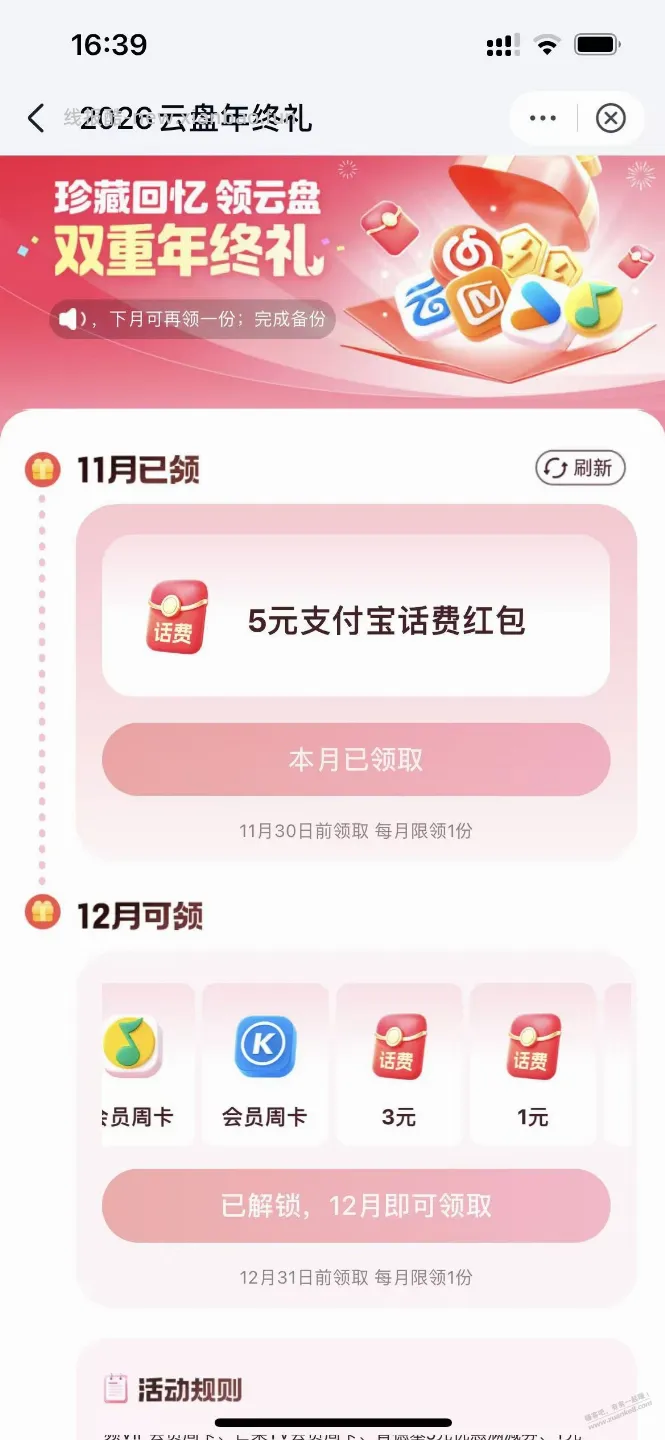 16:39
2026云盘年终礼
珍藏回忆 领云盘
双重年终礼
，下月可再领一份；完成备份
11月已领
刷新
话费
5元支付宝话费红包
本月已领取
11月30日前领取 每月限领1份
12月可领
K
话费
话费
员周卡
会员周卡
3元
1元
已解锁，12月即可领取
12月31日前领取 每月限领1份
活动规则